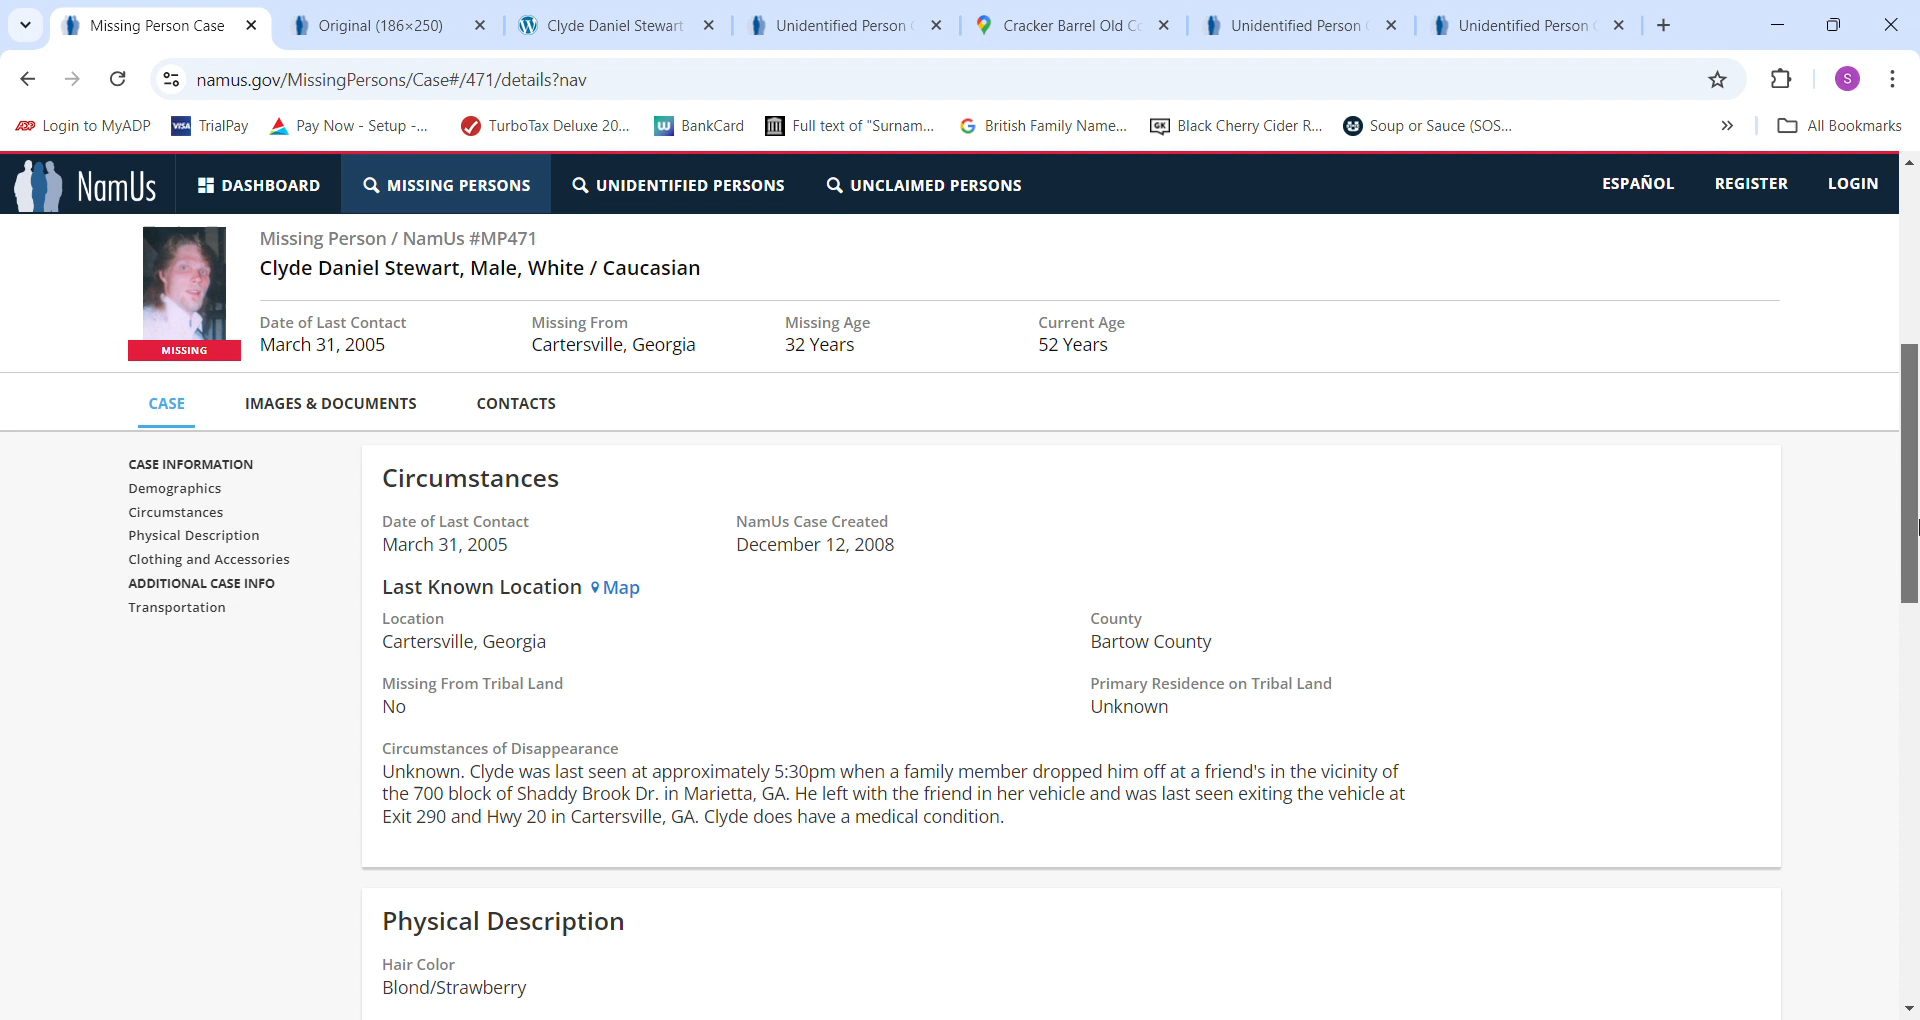 Missing Person Case
Original (186×250)
Clyde Daniel Stewart
Unidentified Person
Cracker Barrel Old Co
Unidentified Person
Unidentified Person
namus.gov/MissingPersons/Case#/471/details?nav
S
ADP Login to MyADP
VISA TrialPay
Pay Now - Setup -...
TurboTax Deluxe 20...
W BankCard
Full text of "Surnam...
G British Family Name...
GK Black Cherry Cider R...
Soup or Sauce (SOS...
All Bookmarks
NamUs
DASHBOARD
MISSING PERSONS
UNIDENTIFIED PERSONS
UNCLAIMED PERSONS
ESPAÑOL
REGISTER
LOGIN
Missing Person / NamUs #MP471
Clyde Daniel Stewart, Male, White / Caucasian
Date of Last Contact
March 31, 2005
Missing From
Cartersville, Georgia
Missing Age
32 Years
Current Age
52 Years
MISSING
CASE
IMAGES & DOCUMENTS
CONTACTS
CASE INFORMATION
Demographics
Circumstances
Physical Description
Clothing and Accessories
ADDITIONAL CASE INFO
Transportation
Circumstances
Date of Last Contact
March 31, 2005
NamUs Case Created
December 12, 2008
Last Known Location Map
Location
Cartersville, Georgia
County
Bartow County
Missing From Tribal Land
No
Primary Residence on Tribal Land
Unknown
Circumstances of Disappearance
Unknown. Clyde was last seen at approximately 5:30pm when a family member dropped him off at a friend's in the vicinity of
the 700 block of Shaddy Brook Dr. in Marietta, GA. He left with the friend in her vehicle and was last seen exiting the vehicle at
Exit 290 and Hwy 20 in Cartersville, GA. Clyde does have a medical condition.
Physical Description
Hair Color
Blond/Strawberry